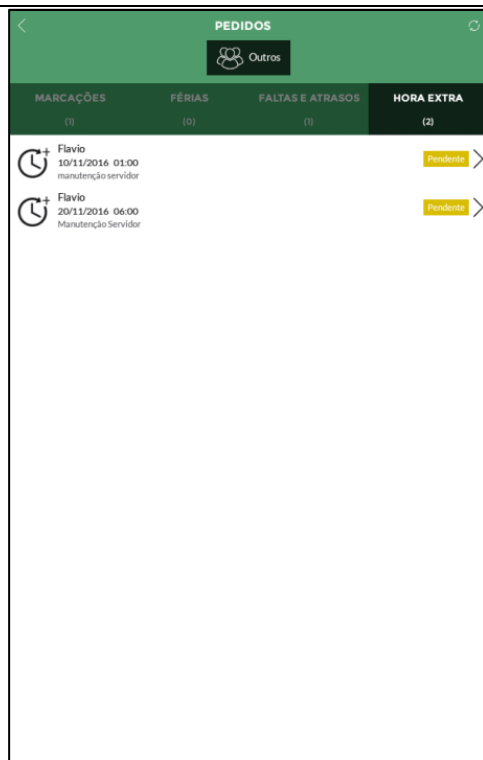 PEDIDOS
Outros
MARCAÇÕES FÉRIAS FALTAS E ATRASOS HORA EXTRA
(1) (0) (1) (2)
Flavio
10/11/2016 01:00
manutenção servidor
Pendente
Flavio
20/11/2016 06:00
Manutenção Servidor
Pendente